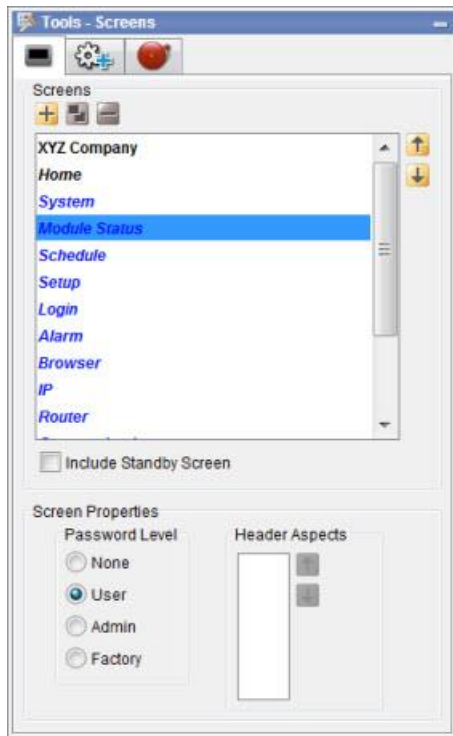 Tools - Screens
Screens
XYZ Company
Home
System
Module Status
Schedule
Setup
Login
Alarm
Browser
IP
Router
Include Standby Screen
Screen Properties
Password Level
Header Aspects
None
User
Admin
Factory